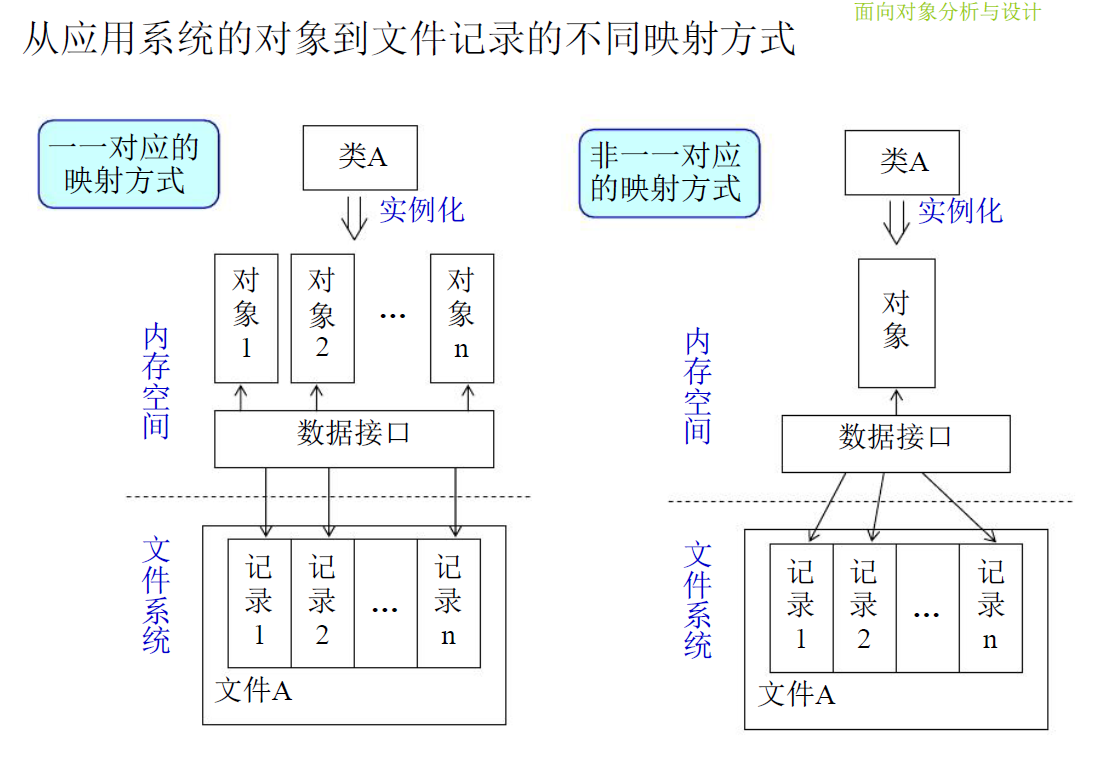 面向对象分析与设计
从应用系统的对象到文件记录的不同映射方式
一一对应的
映射方式
类A
实例化
对象1
对象2
...
对象n
内存空间
数据接口
文件系统
记录1
记录2
...
记录n
文件A
非一一对应
的映射方式
类A
实例化
对象
内存空间
数据接口
文件系统
记录1
记录2
...
记录n
文件A